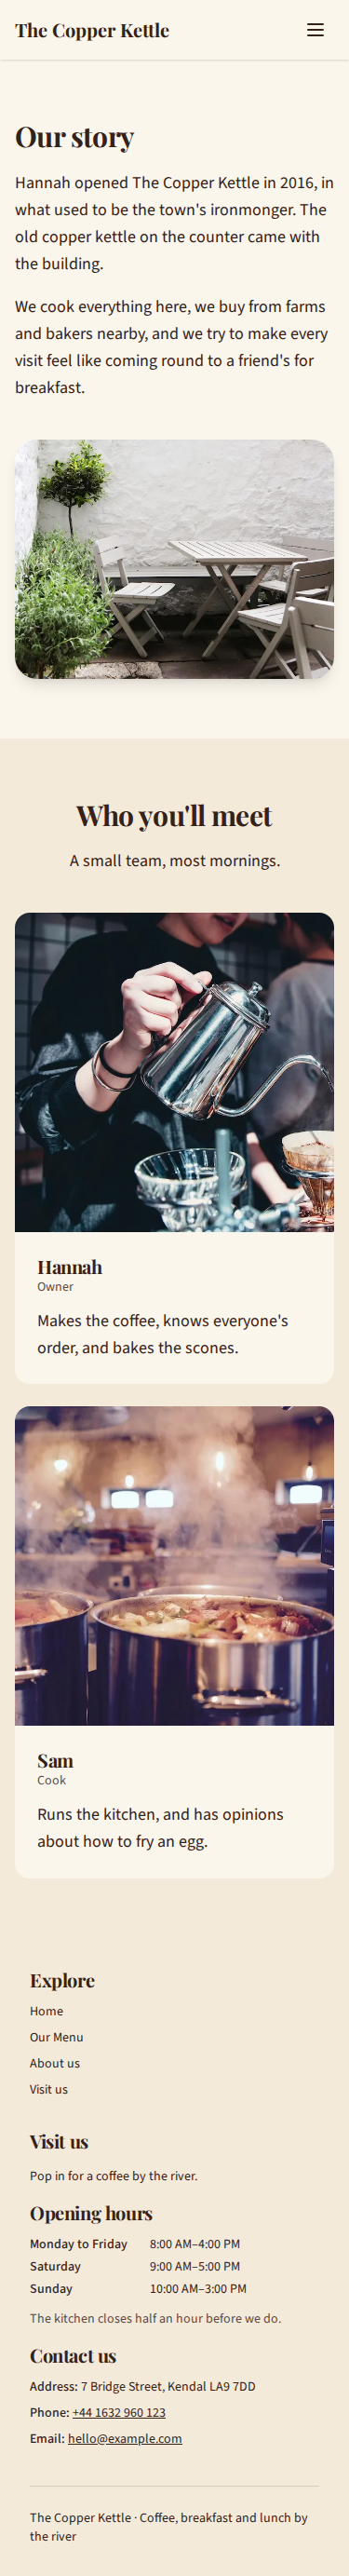 The Copper Kettle
Our story
Hannah opened The Copper Kettle in 2016, in
what used to be the town's ironmonger. The
old copper kettle on the counter came with
the building.
We cook everything here, we buy from farms
and bakers nearby, and we try to make every
visit feel like coming round to a friend's for
breakfast.
Who you'll meet
A small team, most mornings.
Hannah
Owner
Makes the coffee, knows everyone's
order, and bakes the scones.
Sam
Cook
Runs the kitchen, and has opinions
about how to fry an egg.
Explore
Home
Our Menu
About us
Visit us
Visit us
Pop in for a coffee by the river.
Opening hours
Monday to Friday 8:00 AM–4:00 PM
Saturday 9:00 AM–5:00 PM
Sunday 10:00 AM–3:00 PM
The kitchen closes half an hour before we do.
Contact us
Address: 7 Bridge Street, Kendal LA9 7DD
Phone: +44 1632 960 123
Email: hello@example.com
The Copper Kettle · Coffee, breakfast and lunch by
the river